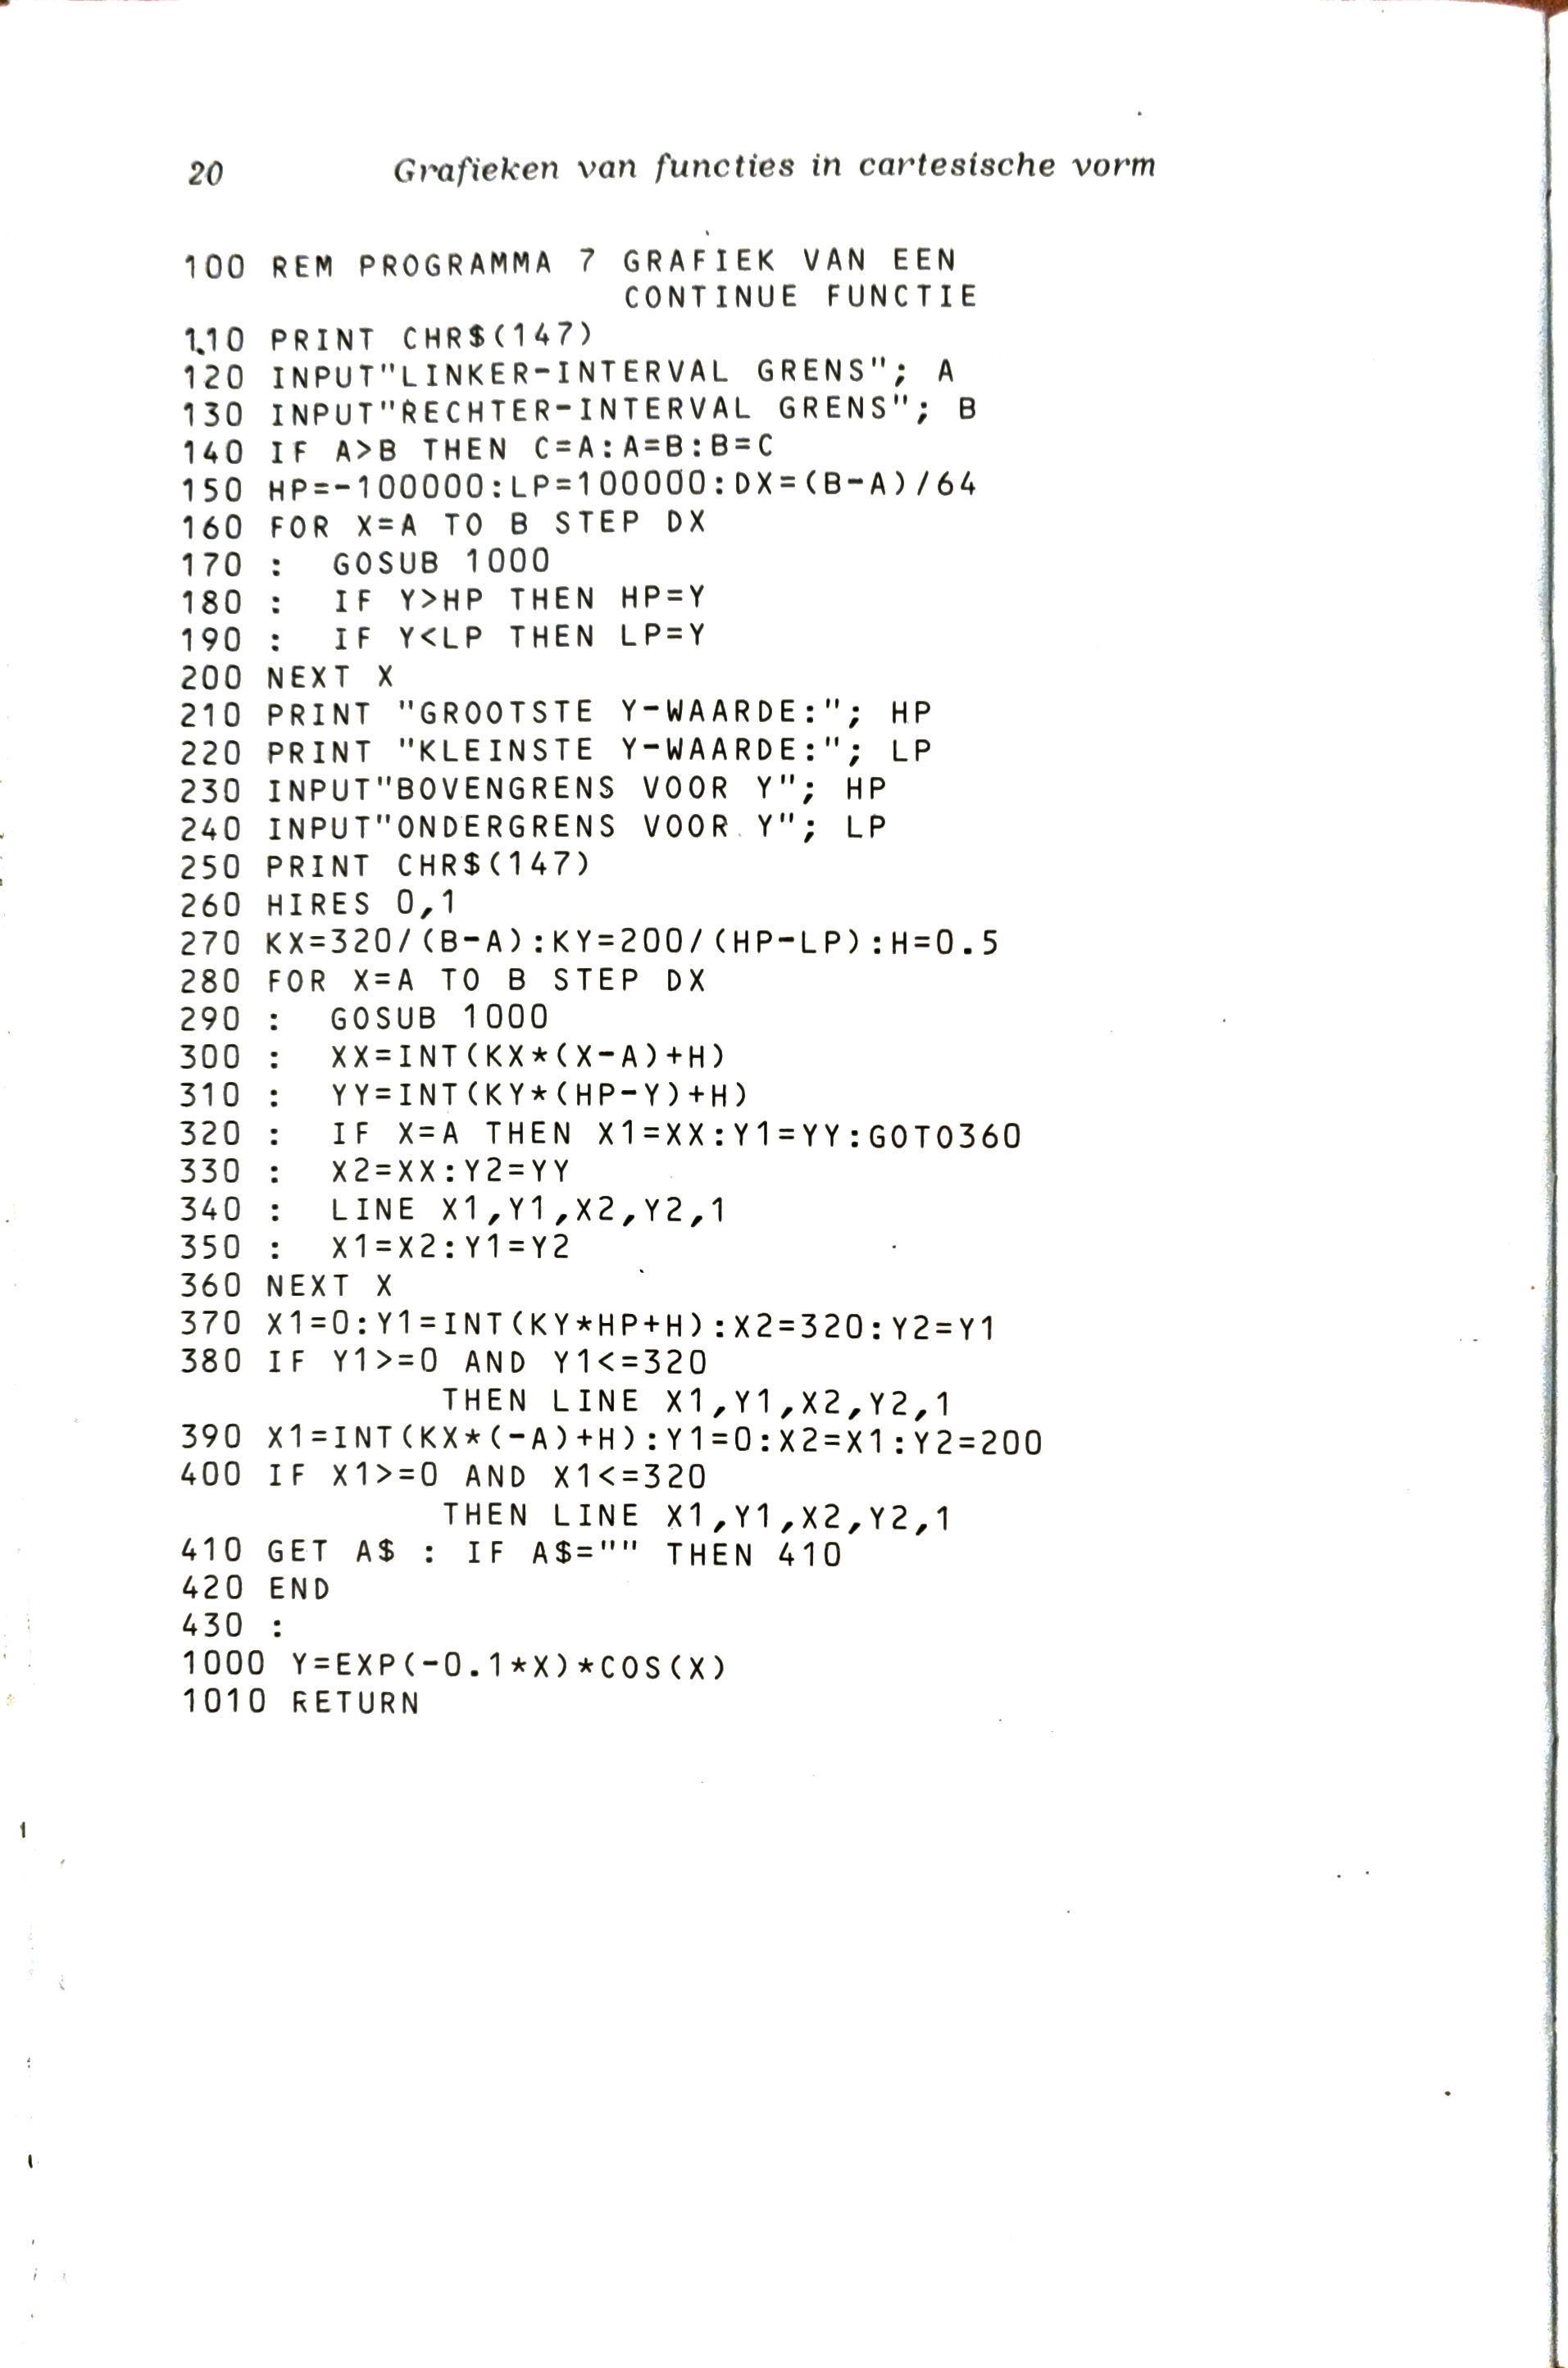 20 Grafieken van functies in cartesische vorm
100 REM PROGRAMMA 7 GRAFIEK VAN EEN
CONTINUE FUNCTIE
110 PRINT CHR$(147)
120 INPUT"LINKER-INTERVAL GRENS"; A
130 INPUT"RECHTER-INTERVAL GRENS"; B
140 IF A>B THEN C=A:A=B:B=C
150 HP=-100000:LP=100000:DX=(B-A)/64
160 FOR X=A TO B STEP DX
170 : GOSUB 1000
180 : IF Y>HP THEN HP=Y
190 : IF Y<LP THEN LP=Y
200 NEXT X
210 PRINT "GROOTSTE Y-WAARDE:"; HP
220 PRINT "KLEINSTE Y-WAARDE:"; LP
230 INPUT"BOVENGRENS VOOR Y"; HP
240 INPUT"ONDERGRENS VOOR Y"; LP
250 PRINT CHR$(147)
260 HIRES 0,1
270 KX=320/(B-A):KY=200/(HP-LP):H=0.5
280 FOR X=A TO B STEP DX
290 : GOSUB 1000
300 : XX=INT(KX*(X-A)+H)
310 : YY=INT(KY*(HP-Y)+H)
320 : IF X=A THEN X1=XX:Y1=YY:GOTO360
330 : X2=XX:Y2=YY
340 : LINE X1,Y1,X2,Y2,1
350 : X1=X2:Y1=Y2
360 NEXT X
370 X1=0:Y1=INT(KY*HP+H):X2=320:Y2=Y1
380 IF Y1>=0 AND Y1<=320
THEN LINE X1,Y1,X2,Y2,1
390 X1=INT(KX*(-A)+H):Y1=0:X2=X1:Y2=200
400 IF X1>=0 AND X1<=320
THEN LINE X1,Y1,X2,Y2,1
410 GET A$ : IF A$="" THEN 410
420 END
430 :
1000 Y=EXP(-0.1*X)*COS(X)
1010 RETURN